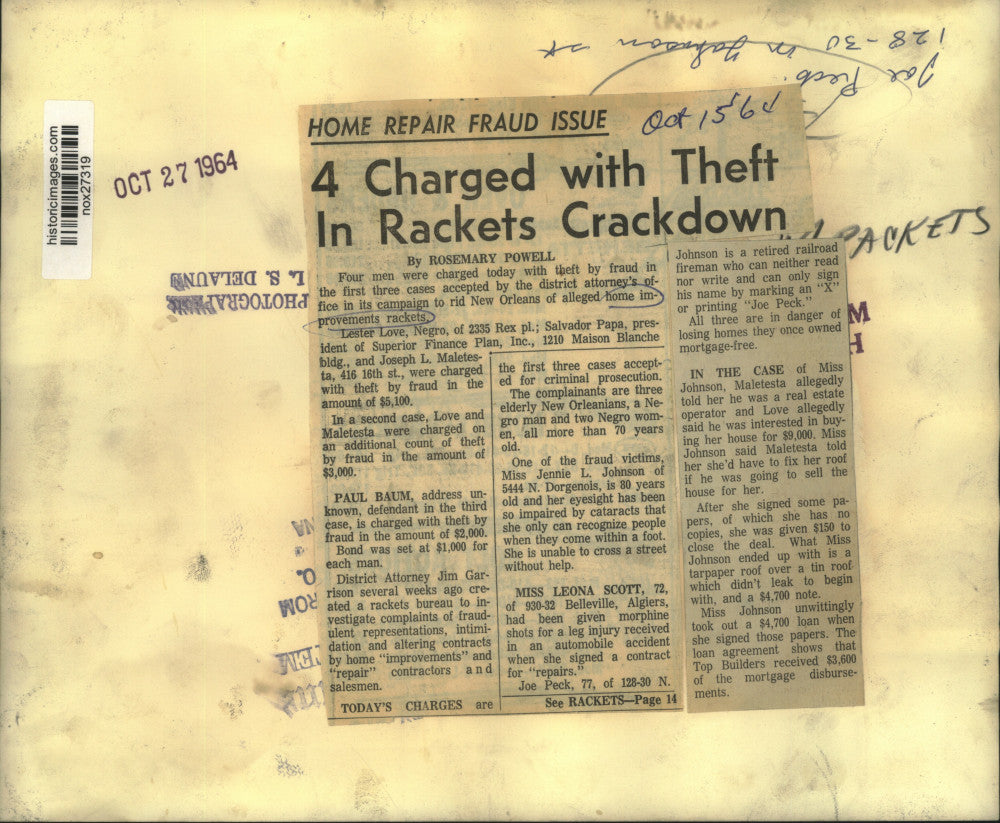 128-30 n Johnson St
Joe Peck
historicimages.com
nox27319
OCT 27 1964
L. S. DELAUNE
PHOTOGRAPHER
HOME REPAIR FRAUD ISSUE
Oct 15 64
4 Charged with Theft
In Rackets Crackdown
RACKETS
By ROSEMARY POWELL
Four men were charged today with theft by fraud in
the first three cases accepted by the district attorney's of-
fice in its campaign to rid New Orleans of alleged home im-
provements rackets.
Lester Love, Negro, of 2335 Rex pl.; Salvador Papa, pres-
ident of Superior Finance Plan, Inc., 1210 Maison Blanche
bldg., and Joseph L. Maletes-
ta, 416 16th st., were charged
with theft by fraud in the
amount of $5,100.
In a second case, Love and
Maletesta were charged on
an additional count of theft
by fraud in the amount of
$3,000.
PAUL BAUM, address un-
known, defendant in the third
case, is charged with theft by
fraud in the amount of $2,000.
Bond was set at $1,000 for
each man.
District Attorney Jim Gar-
rison several weeks ago cre-
ated a rackets bureau to in-
vestigate complaints of fraud-
ulent representations, intimi-
dation and altering contracts
by home "improvements" and
"repair" contractors and
salesmen.
TODAY'S CHARGES are
the first three cases accept-
ed for criminal prosecution.
The complainants are three
elderly New Orleanians, a Ne-
gro man and two Negro wom-
en, all more than 70 years
old.
One of the fraud victims,
Miss Jennie L. Johnson of
5444 N. Dorgenois, is 80 years
old and her eyesight has been
so impaired by cataracts that
she only can recognize people
when they come within a foot.
She is unable to cross a street
without help.
MISS LEONA SCOTT, 72,
of 930-32 Belleville, Algiers,
had been given morphine
shots for a leg injury received
in an automobile accident
when she signed a contract
for "repairs."
Joe Peck, 77, of 128-30 N.
See RACKETS—Page 14
Johnson is a retired railroad
fireman who can neither read
nor write and can only sign
his name by marking an "X"
or printing "Joe Peck."
All three are in danger of
losing homes they once owned
mortgage-free.
IN THE CASE of Miss
Johnson, Maletesta allegedly
told her he was a real estate
operator and Love allegedly
said he was interested in buy-
ing her house for $9,000. Miss
Johnson said Maletesta told
her she'd have to fix her roof
if he was going to sell the
house for her.
After she signed some pa-
pers, of which she has no
copies, she was given $150 to
close the deal. What Miss
Johnson ended up with is a
tarpaper roof over a tin roof
which didn't leak to begin
with, and a $4,700 note.
Miss Johnson unwittingly
took out a $4,700 loan when
she signed those papers. The
loan agreement shows that
Top Builders received $3,600
of the mortgage disburse-
ments.